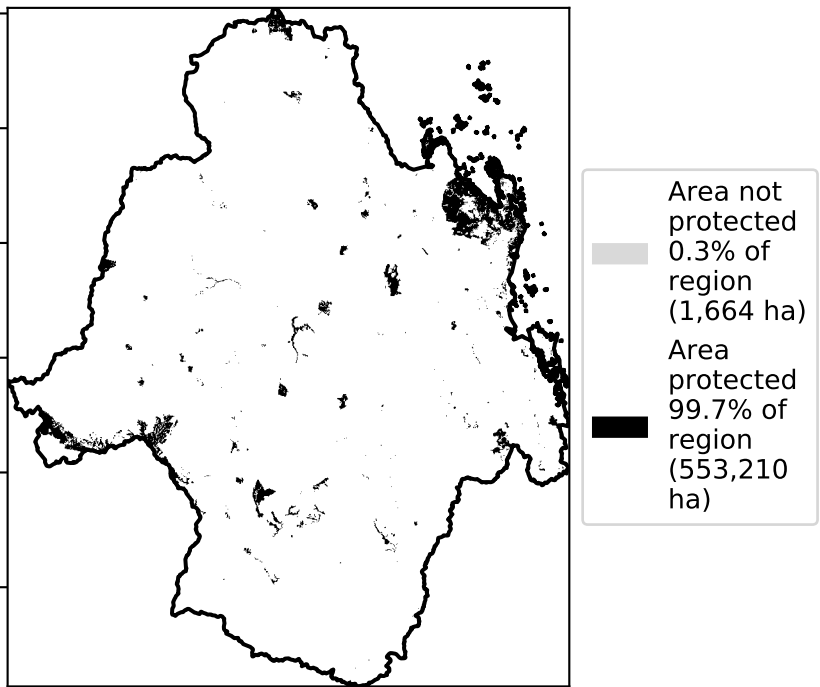 Area not
protected
0.3% of
region
(1,664 ha)
Area
protected
99.7% of
region
(553,210
ha)